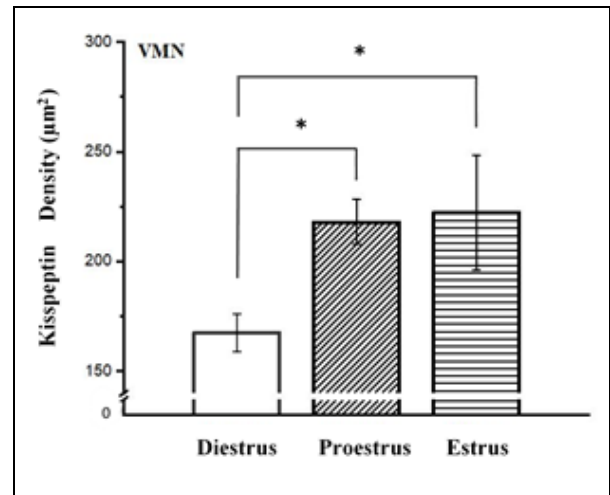 300
VMN
*
*
250
200
150
0
Kisspeptin Density (µm²)
Diestrus Proestrus Estrus